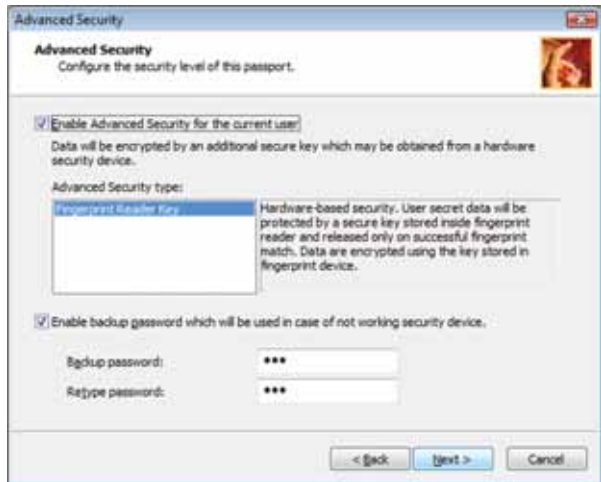 Advanced Security
Advanced Security
Configure the security level of this passport.
Enable Advanced Security for the current user
Data will be encrypted by an additional secure key which may be obtained from a hardware
security device.
Advanced Security type:
Fingerprint Reader Key
Hardware-based security. User secret data will be
protected by a secure key stored inside fingerprint
reader and released only on successful fingerprint
match. Data are encrypted using the key stored in
fingerprint device.
Enable backup password which will be used in case of not working security device.
Backup password:
•••
Retype password:
•••
< Back
Next >
Cancel